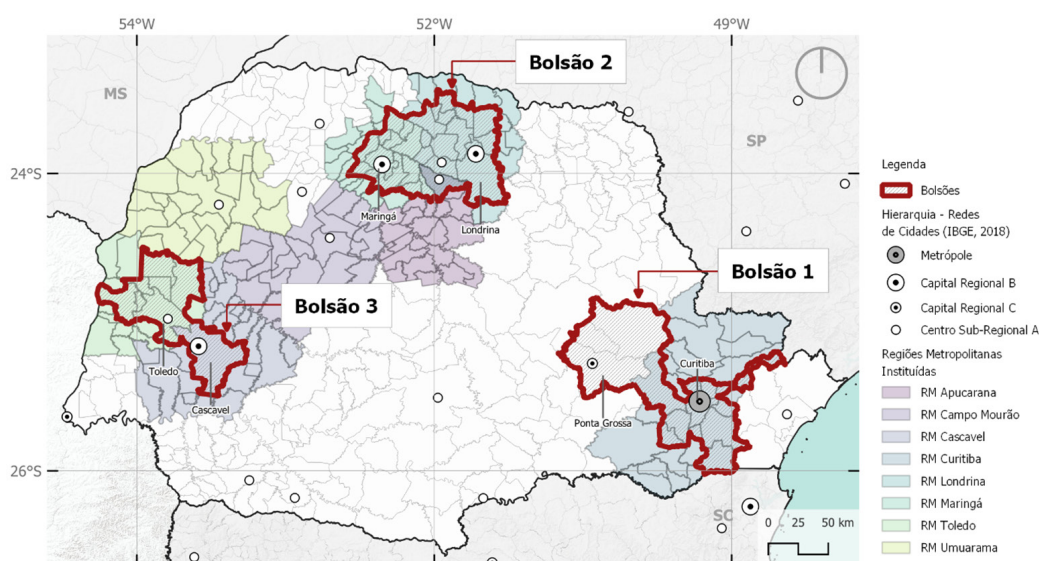 54°W
52°W
49°W
Bolsão 2
MS
SP
24°S
24°S
Maringá
Londrina
Bolsão 1
Bolsão 3
Curitiba
Toledo
Cascavel
Ponta Grossa
26°S
26°S
SC
0 25 50 km
Legenda
Bolsões
Hierarquia - Redes
de Cidades (IBGE, 2018)
Metrópole
Capital Regional B
Capital Regional C
Centro Sub-Regional A
Regiões Metropolitanas
Instituídas
RM Apucarana
RM Campo Mourão
RM Cascavel
RM Curitiba
RM Londrina
RM Maringá
RM Toledo
RM Umuarama